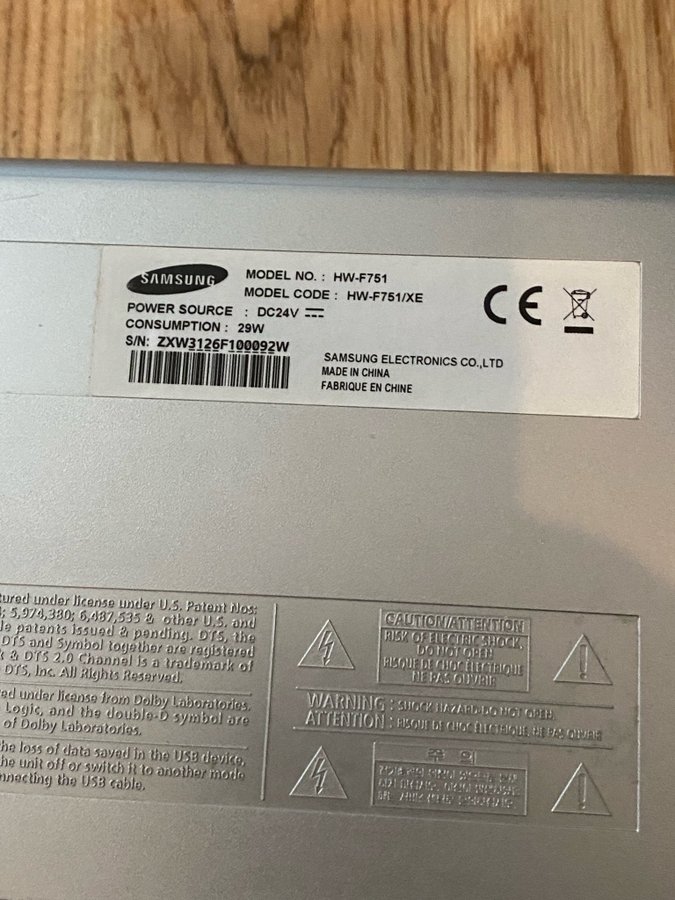 SAMSUNG
MODEL NO. : HW-F751
MODEL CODE : HW-F751/XE
POWER SOURCE : DC24V
CONSUMPTION : 29W
S/N: ZXW3126F100092W
SAMSUNG ELECTRONICS CO.,LTD
MADE IN CHINA
FABRIQUE EN CHINE
CE
tured under license under U.S. Patent Nos:
; 5,974,380; 6,487,535 & other U.S. and
le patents issued & pending. DTS, the
DTS and Symbol together are registered
& DTS 2.0 Channel is a trademark of
DTS, Inc. All Rights Reserved.
ed under license from Dolby Laboratories.
Logic, and the double-D symbol are
of Dolby Laboratories.
the loss of data saved in the USB device,
the unit off or switch it to another mode
nnecting the USB cable.
CAUTION/ATTENTION
RISK OF ELECTRIC SHOCK.
DO NOT OPEN
RISQUE DE CHOC ÉLECTRIQUE
NE PAS OUVRIR
WARNING : SHOCK HAZARD-DO NOT OPEN.
ATTENTION : RISQUE DE CHOC ÉLECTRIQUE, NE PAS OUVRIR
주 의